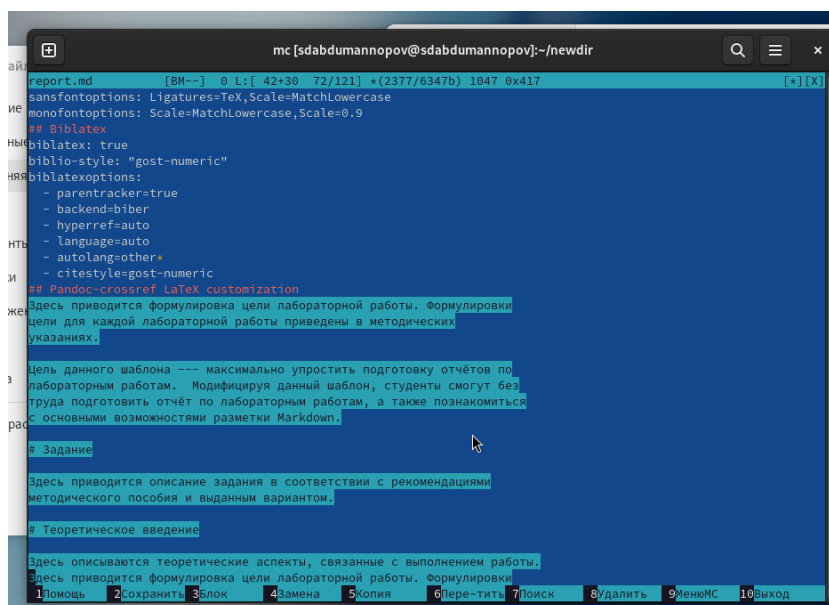 mc [sdabdumannopov@sdabdumannopov]:~/newdir
report.md [BM--] 0 L:[ 42+30 72/121] *(2377/6347b) 1047 0x417 [*][X]
sansfontoptions: Ligatures=TeX,Scale=MatchLowercase
monofontoptions: Scale=MatchLowercase,Scale=0.9
## Biblatex
biblatex: true
biblio-style: "gost-numeric"
biblatexoptions:
- parentracker=true
- backend=biber
- hyperref=auto
- language=auto
- autolang=other*
- citestyle=gost-numeric
## Pandoc-crossref LaTeX customization
Здесь приводится формулировка цели лабораторной работы. Формулировки
цели для каждой лабораторной работы приведены в методических
указаниях.
Цель данного шаблона --- максимально упростить подготовку отчётов по
лабораторным работам. Модифицируя данный шаблон, студенты смогут без
труда подготовить отчёт по лабораторным работам, а также познакомиться
с основными возможностями разметки Markdown.
# Задание
Здесь приводится описание задания в соответствии с рекомендациями
методического пособия и выданным вариантом.
# Теоретическое введение
Здесь описываются теоретические аспекты, связанные с выполнением работы.
Здесь приводится формулировка цели лабораторной работы. Формулировки
1Помощь 2Сохранить 3Блок 4Замена 5Копия 6Пере~тить 7Поиск 8Удалить 9МенюМС 10Выход